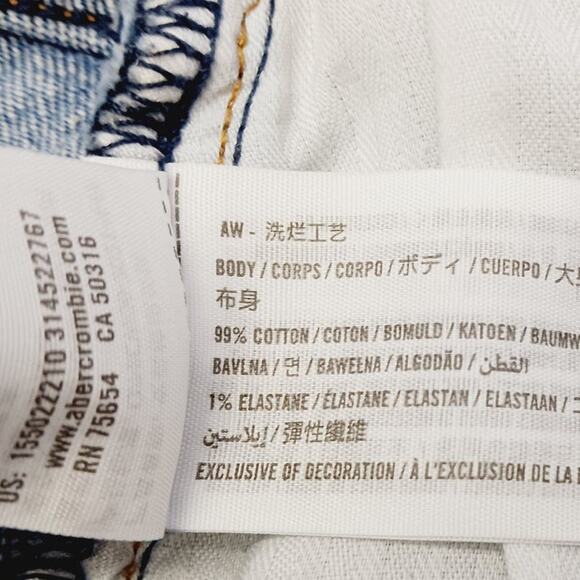 US: 1550222210 314522767
www.abercrombie.com
RN 75654 CA 50316
AW - 洗烂工艺
BODY / CORPS / CORPO / ボディ / CUERPO / 大
布身
99% COTTON / COTON / BOMULD / KATOEN / BAUMW
BAVLNA / 면 / BAWEŁNA / ALGODÃO / القطن /
1% ELASTANE / ÉLASTANE / ELASTAN / ELASTAAN /
إيلاستين / 彈性纖維
EXCLUSIVE OF DECORATION / À L'EXCLUSION DE LA